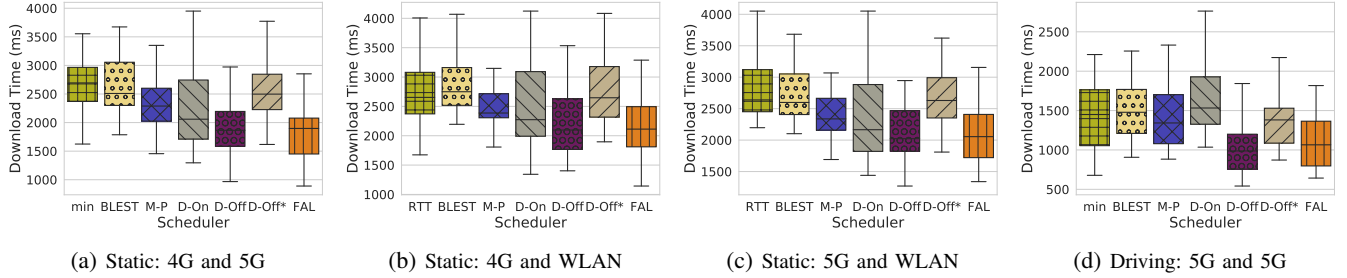 Download Time (ms)
4000
3500
3000
2500
2000
1500
1000
min BLEST M-P D-On D-Off D-Off* FAL
Scheduler
(a) Static: 4G and 5G
Download Time (ms)
4000
3500
3000
2500
2000
1500
1000
RTT BLEST M-P D-On D-Off D-Off* FAL
Scheduler
(b) Static: 4G and WLAN
Download Time (ms)
4000
3500
3000
2500
2000
1500
RTT BLEST M-P D-On D-Off D-Off* FAL
Scheduler
(c) Static: 5G and WLAN
Download Time (ms)
2500
2000
1500
1000
500
min BLEST M-P D-On D-Off D-Off* FAL
Scheduler
(d) Driving: 5G and 5G